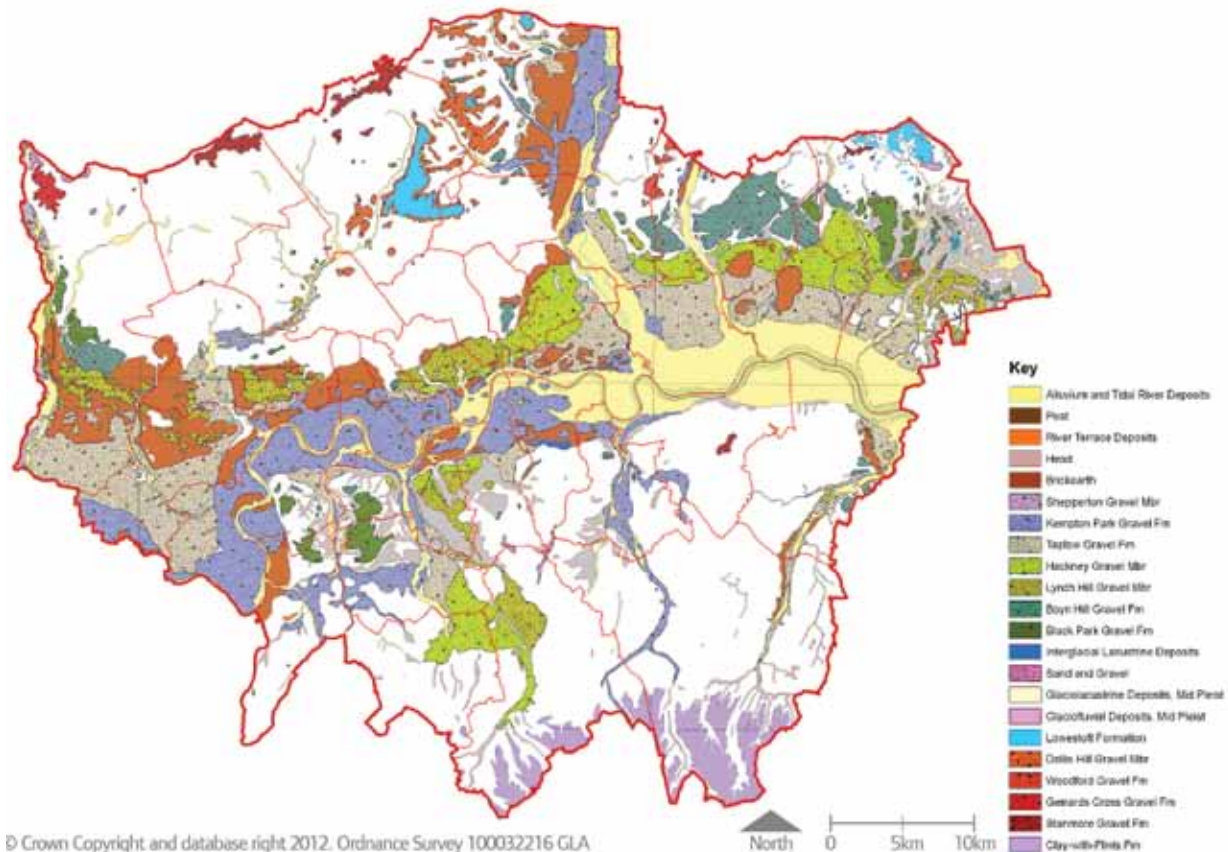 Key
Alluvium and Tidal River Deposits
Peat
River Terrace Deposits
Head
Brickearth
Shepperton Gravel Mbr
Kempton Park Gravel Fm
Taplow Gravel Fm
Hackney Gravel Mbr
Lynch Hill Gravel Mbr
Boyn Hill Gravel Fm
Black Park Gravel Fm
Interglacial Lacustrine Deposits
Sand and Gravel
Glaciolacustrine Deposits, Mid Pleist
Glaciofluvial Deposits, Mid Pleist
Lowestoft Formation
Dollis Hill Gravel Mbr
Woodford Gravel Fm
Gerrards Cross Gravel Fm
Stanmore Gravel Fm
Clay-with-Flints Fm
© Crown Copyright and database right 2012. Ordnance Survey 1000032216 GLA
North 0 5km 10km